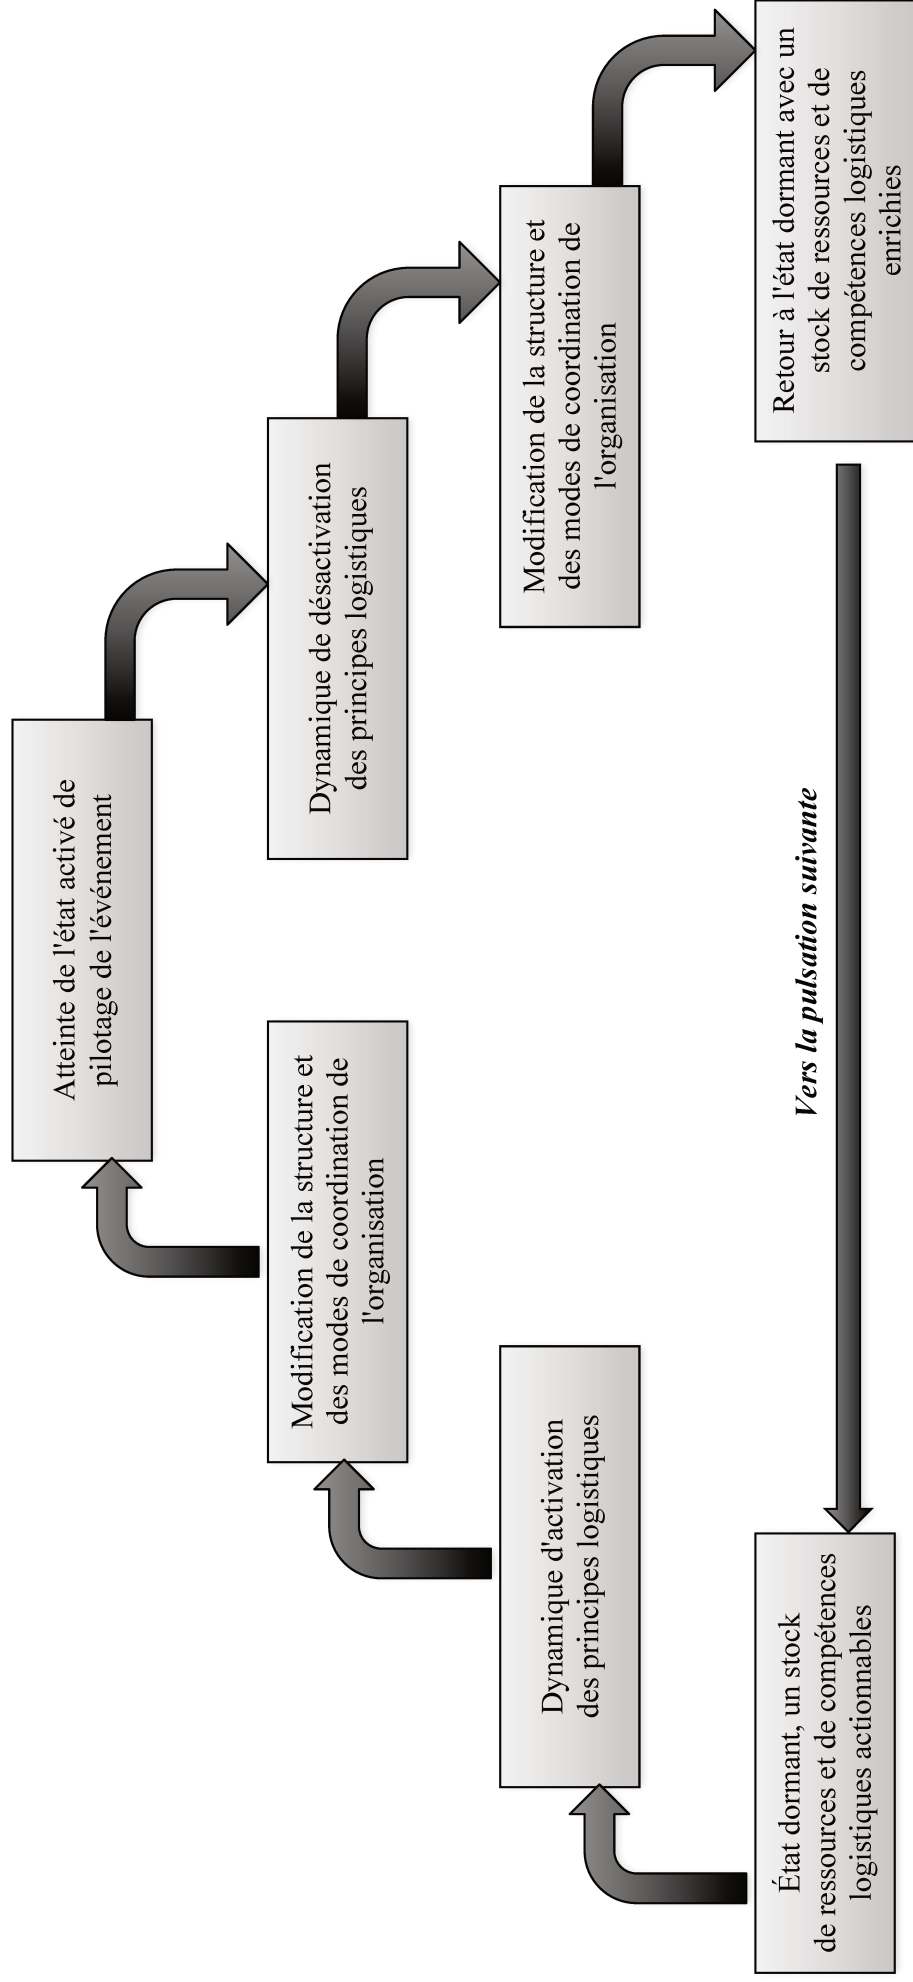 Atteinte de l'état activé de
pilotage de l'événement
Modification de la structure et
des modes de coordination de
l'organisation
Dynamique de désactivation
des principes logistiques
Dynamique d'activation
des principes logistiques
Modification de la structure et
des modes de coordination de
l'organisation
État dormant, un stock
de ressources et de compétences
logistiques actionnables
Vers la pulsation suivante
Retour à l'état dormant avec un
stock de ressources et de
compétences logistiques
enrichies